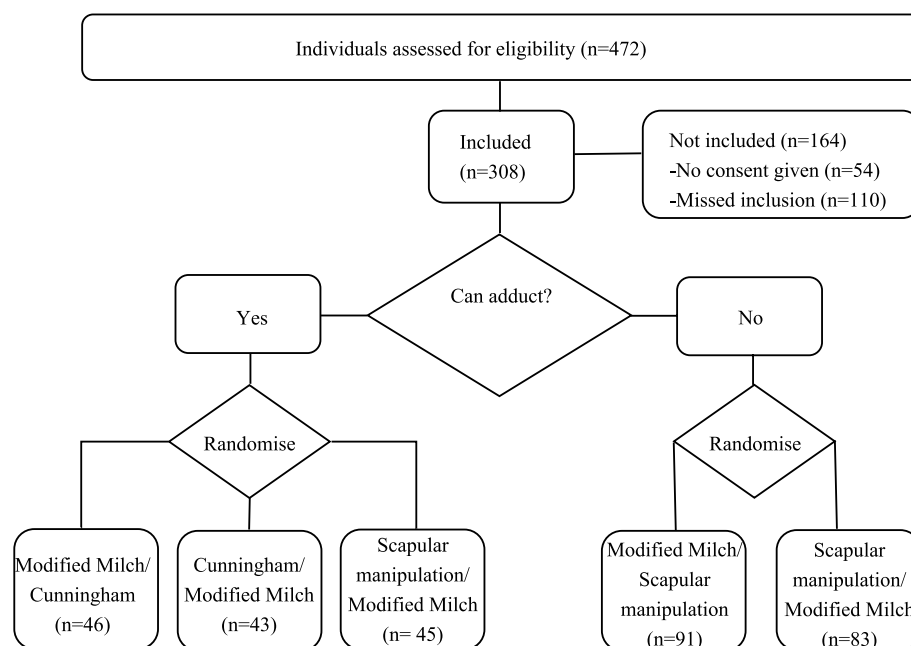 Individuals assessed for eligibility (n=472)
Included
(n=308)
Not included (n=164)
-No consent given (n=54)
-Missed inclusion (n=110)
Can adduct?
Yes
No
Randomise
Randomise
Modified Milch/
Cunningham
(n=46)
Cunningham/
Modified Milch
(n=43)
Scapular
manipulation/
Modified Milch
(n= 45)
Modified Milch/
Scapular
manipulation
(n=91)
Scapular
manipulation/
Modified Milch
(n=83)